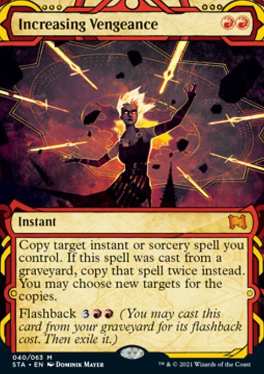 Increasing Vengeance
Instant
Copy target instant or sorcery spell you
control. If this spell was cast from a
graveyard, copy that spell twice instead.
You may choose new targets for the
copies.
Flashback 3 (You may cast this
card from your graveyard for its flashback
cost. Then exile it.)
040/063 M
STA • EN DOMINIK MAYER
™ & © 2021 Wizards of the Coast